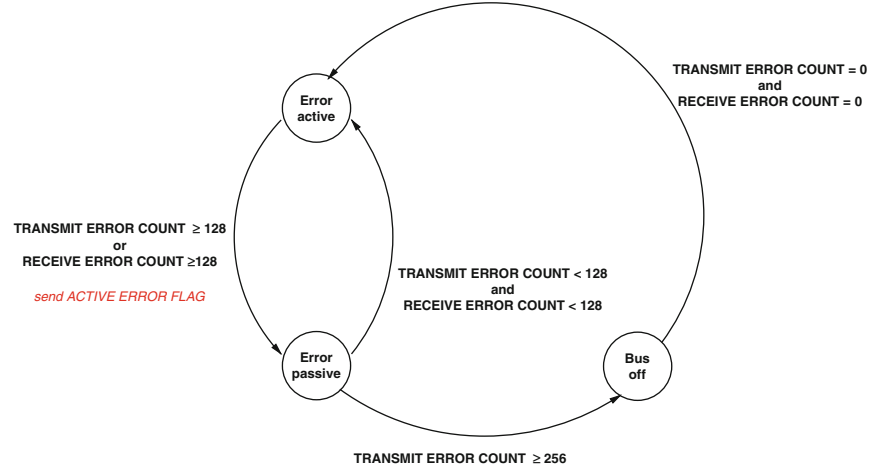 TRANSMIT ERROR COUNT = 0
and
RECEIVE ERROR COUNT = 0
Error
active
TRANSMIT ERROR COUNT ≥ 128
or
RECEIVE ERROR COUNT ≥128
send ACTIVE ERROR FLAG
TRANSMIT ERROR COUNT < 128
and
RECEIVE ERROR COUNT < 128
Error
passive
Bus
off
TRANSMIT ERROR COUNT ≥ 256